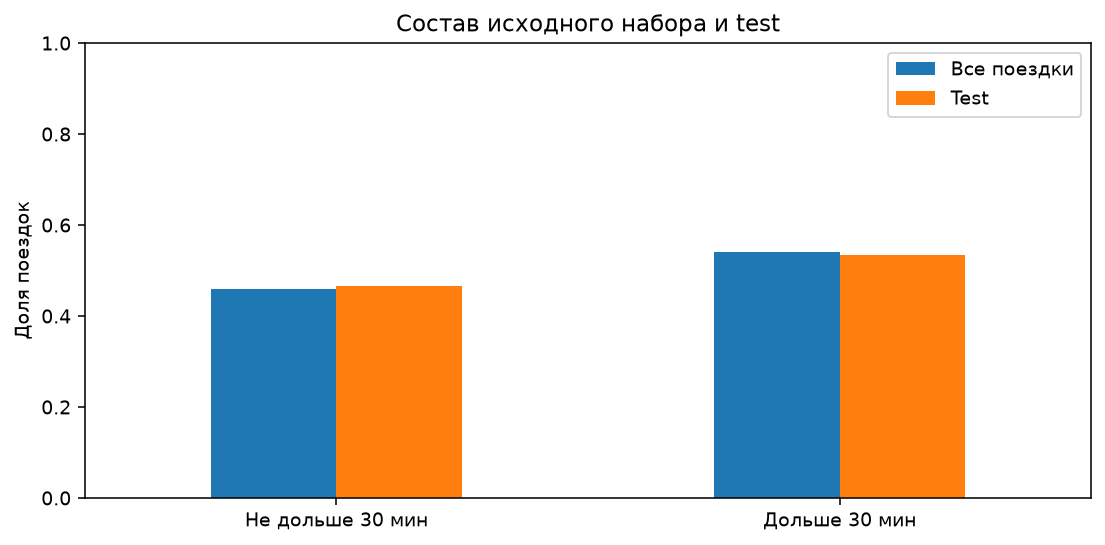 Состав исходного набора и test
Все поездки
Test
Доля поездок
1.0
0.8
0.6
0.4
0.2
0.0
Не дольше 30 мин
Дольше 30 мин